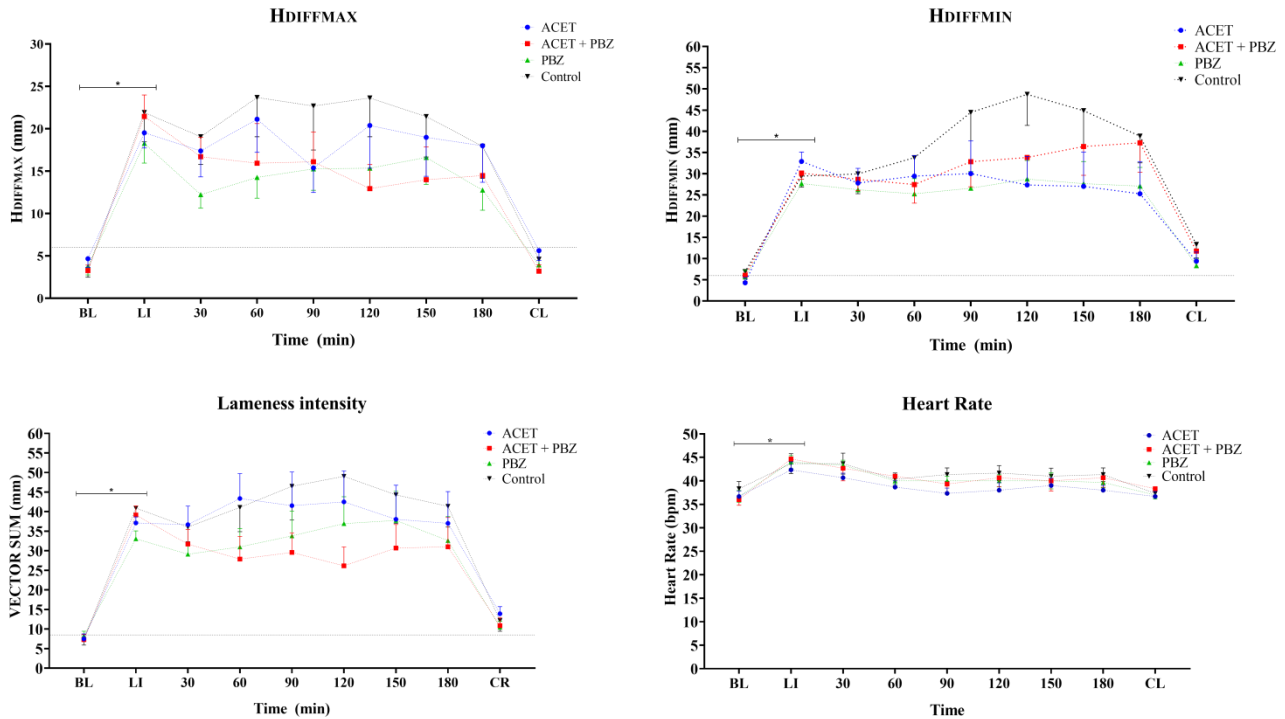 HDIFFMAX
ACET
ACET + PBZ
PBZ
Control
HDIFFMAX (mm)
30
25
20
15
10
5
0
*
BL LI 30 60 90 120 150 180 CL
Time (min)
HDIFFMIN
ACET
ACET + PBZ
PBZ
Control
HDIFFMIN (mm)
60
55
50
45
40
35
30
25
20
15
10
5
0
*
BL LI 30 60 90 120 150 180 CL
Time (min)
Lameness intensity
ACET
ACET + PBZ
PBZ
Control
VECTOR SUM (mm)
60
55
50
45
40
35
30
25
20
15
10
5
0
*
BL LI 30 60 90 120 150 180 CR
Time (min)
Heart Rate
ACET
ACET + PBZ
PBZ
Control
Heart Rate (bpm)
50
45
40
35
30
25
20
15
10
5
0
*
BL LI 30 60 90 120 150 180 CL
Time